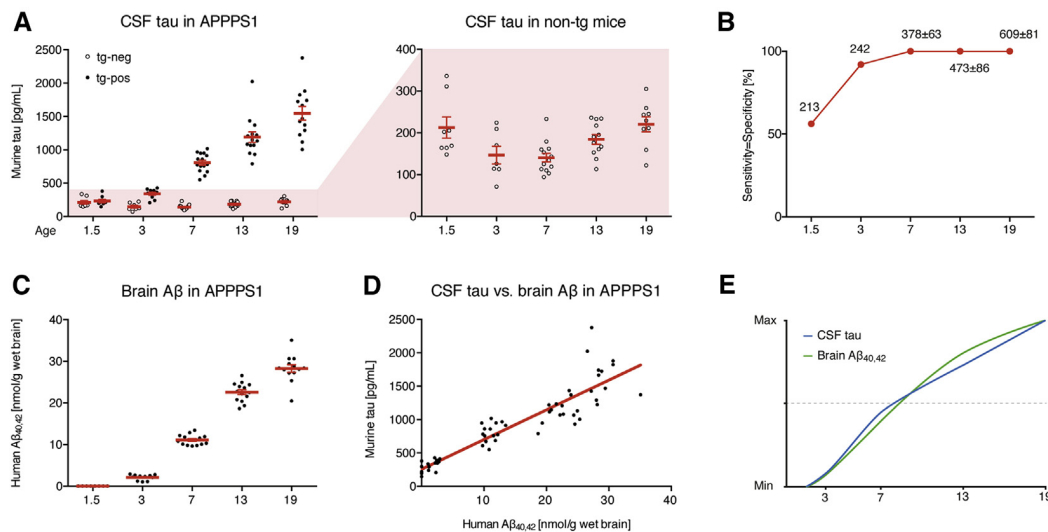 A
CSF tau in APPPS1
Murine tau [pg/mL]
2500
2000
1500
1000
500
0
tg-neg
tg-pos
Age
1.5
3
7
13
19
CSF tau in non-tg mice
400
300
200
100
0
1.5
3
7
13
19
B
Sensitivity=Specificity [%]
100
50
0
213
242
378±63
473±86
609±81
1.5
3
7
13
19
C
Brain Aβ in APPPS1
Human Aβ40,42 [nmol/g wet brain]
40
30
20
10
0
1.5
3
7
13
19
D
CSF tau vs. brain Aβ in APPPS1
Murine tau [pg/mL]
2500
2000
1500
1000
500
0
0
10
20
30
40
Human Aβ40,42 [nmol/g wet brain]
E
Max
Min
CSF tau
Brain Aβ40,42
3
7
13
19